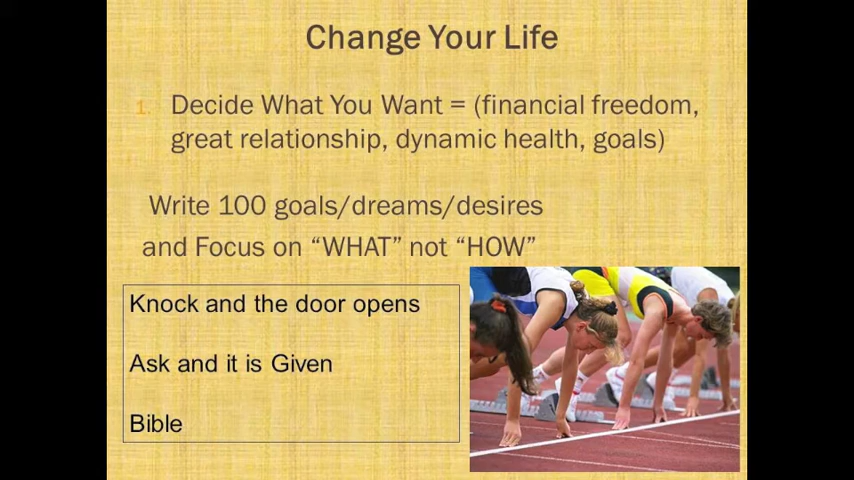 Change Your Life
1. Decide What You Want = (financial freedom,
great relationship, dynamic health, goals)
Write 100 goals/dreams/desires
and Focus on “WHAT” not “HOW”
Knock and the door opens
Ask and it is Given
Bible